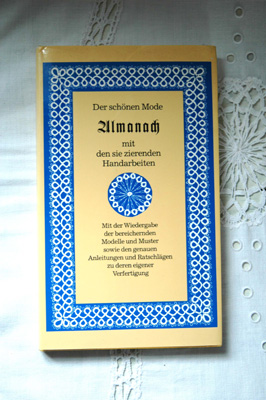 Der schönen Mode
Almanach
mit
den sie zierenden
Handarbeiten
Mit der Wiedergabe
der bereichernden
Modelle und Muster
sowie den genauen
Anleitungen und Ratschlägen
zu deren eigener
Verfertigung